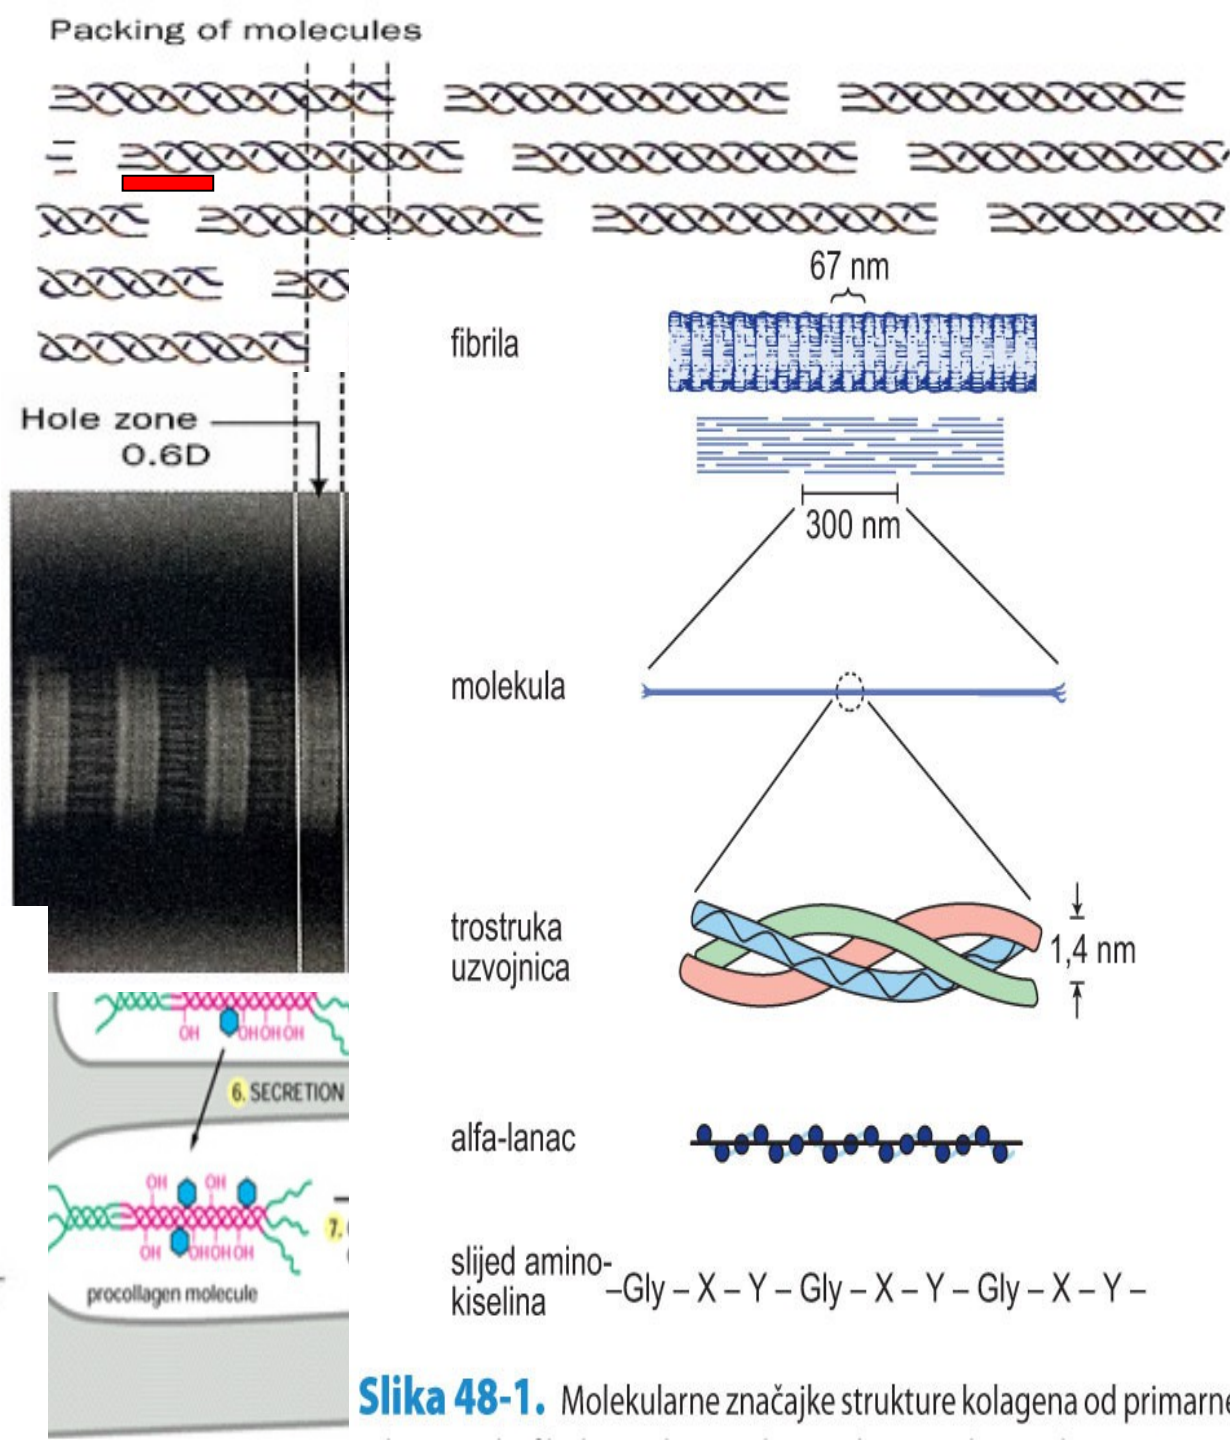 Packing of molecules
Hole zone
0.6D
OH
OH OH OH
6. SECRETION
OH
OH
OH
OH OH OH
7.
procollagen molecule
67 nm
fibrila
300 nm
molekula
trostruka
uzvojnica
1,4 nm
alfa-lanac
slijed amino-
kiselina
–Gly – X – Y – Gly – X – Y – Gly – X – Y –
Slika 48-1. Molekularne značajke strukture kolagena od primarne